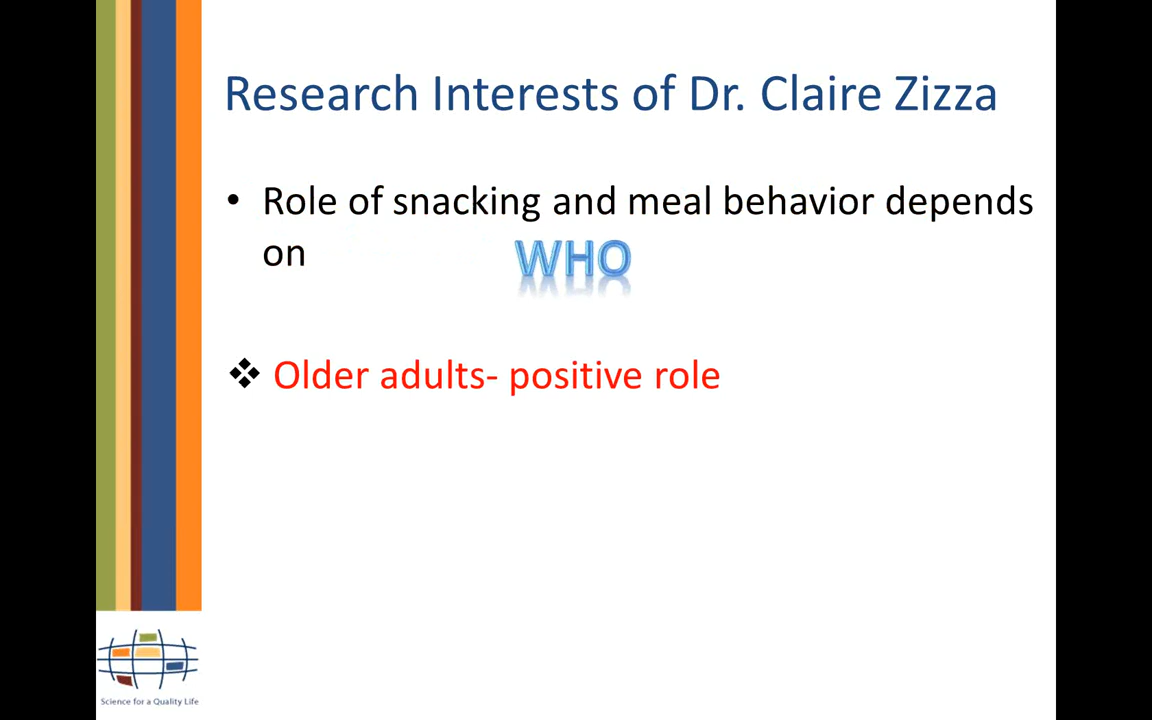 Research Interests of Dr. Claire Zizza
• Role of snacking and meal behavior depends
on WHO
❖ Older adults- positive role
Science for a Quality Life